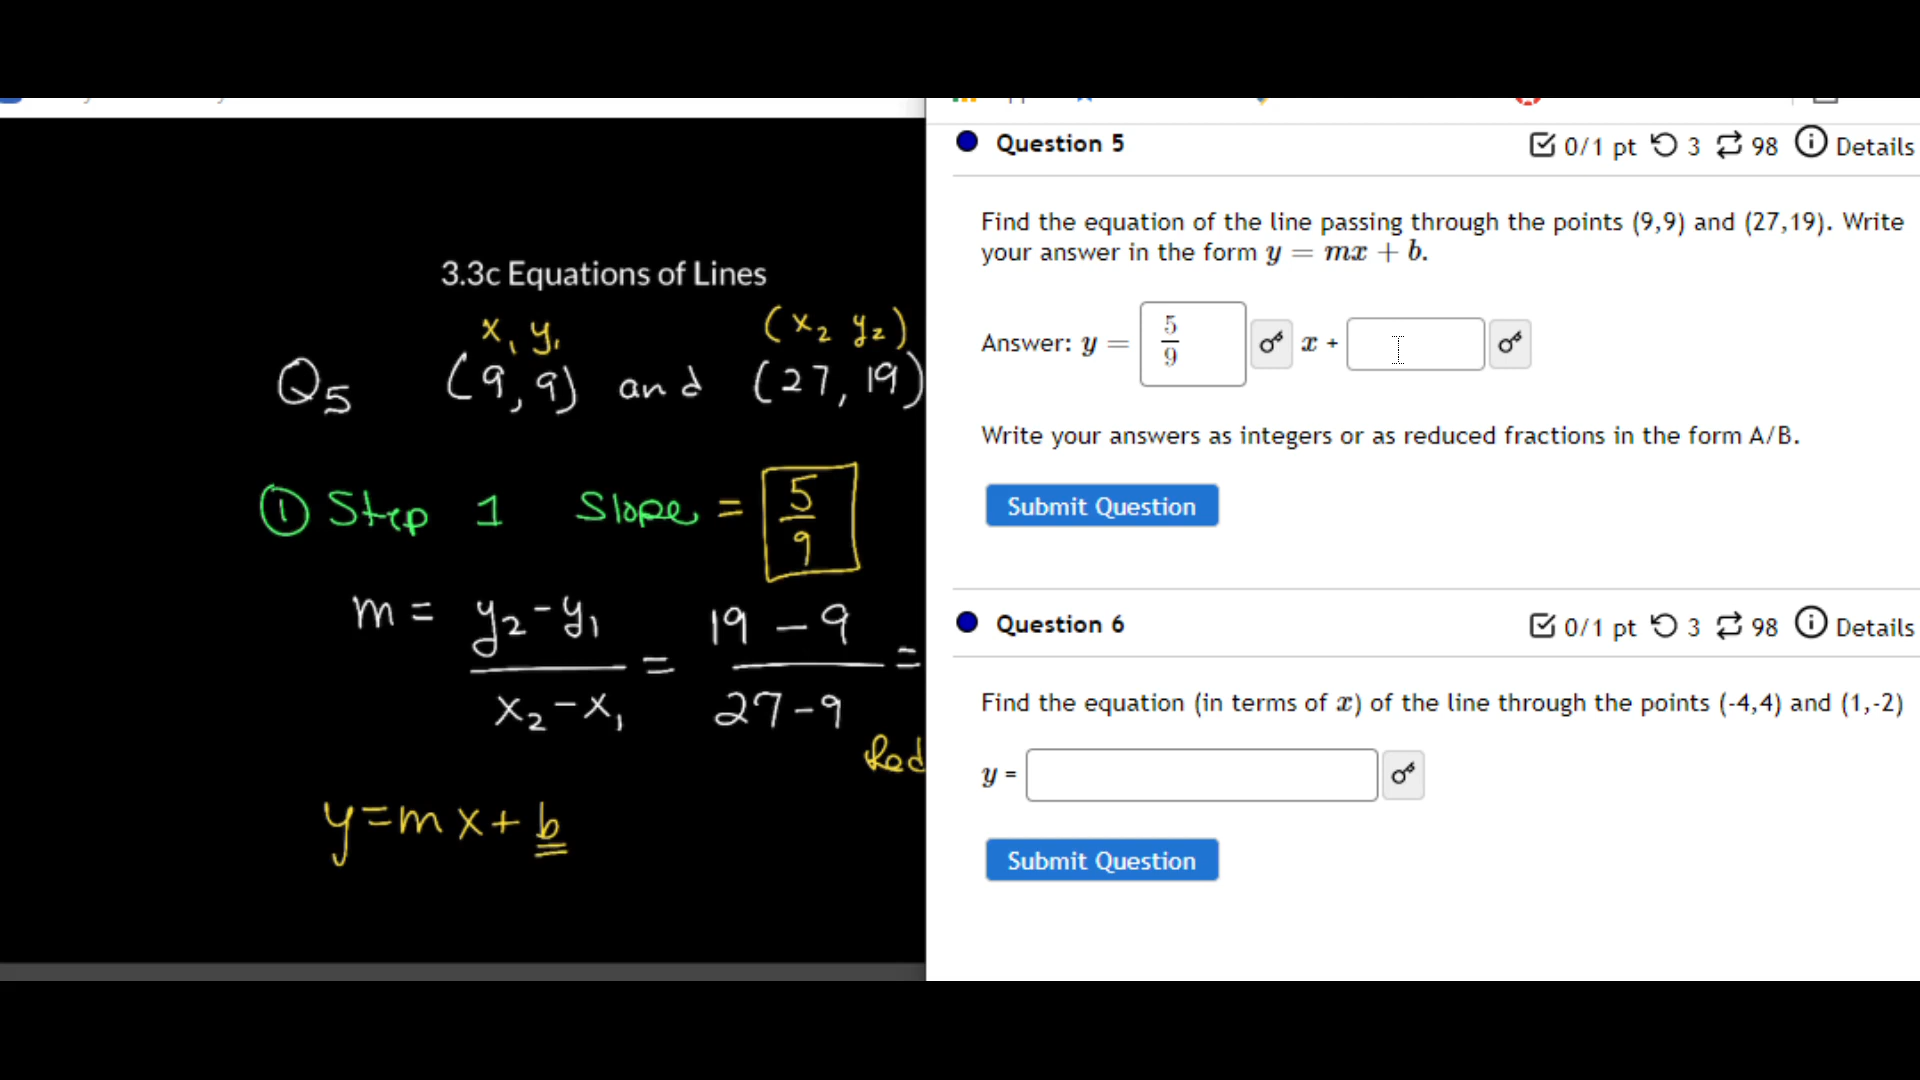 3.3c Equations of Lines
x₁ y₁ (x₂ y₂)
Q5 (9,9) and (27,19)
① Step 1 Slope = 5/9
m = y₂-y₁/x₂-x₁ = 19-9/27-9 =
y=mx+b
Question 5 0/1 pt 3 98 Details
Find the equation of the line passing through the points (9,9) and (27,19). Write
your answer in the form y = mx + b.
Answer: y = 5/9 x +
Write your answers as integers or as reduced fractions in the form A/B.
Submit Question
Question 6 0/1 pt 3 98 Details
Find the equation (in terms of x) of the line through the points (-4,4) and (1,-2)
y =
Submit Question